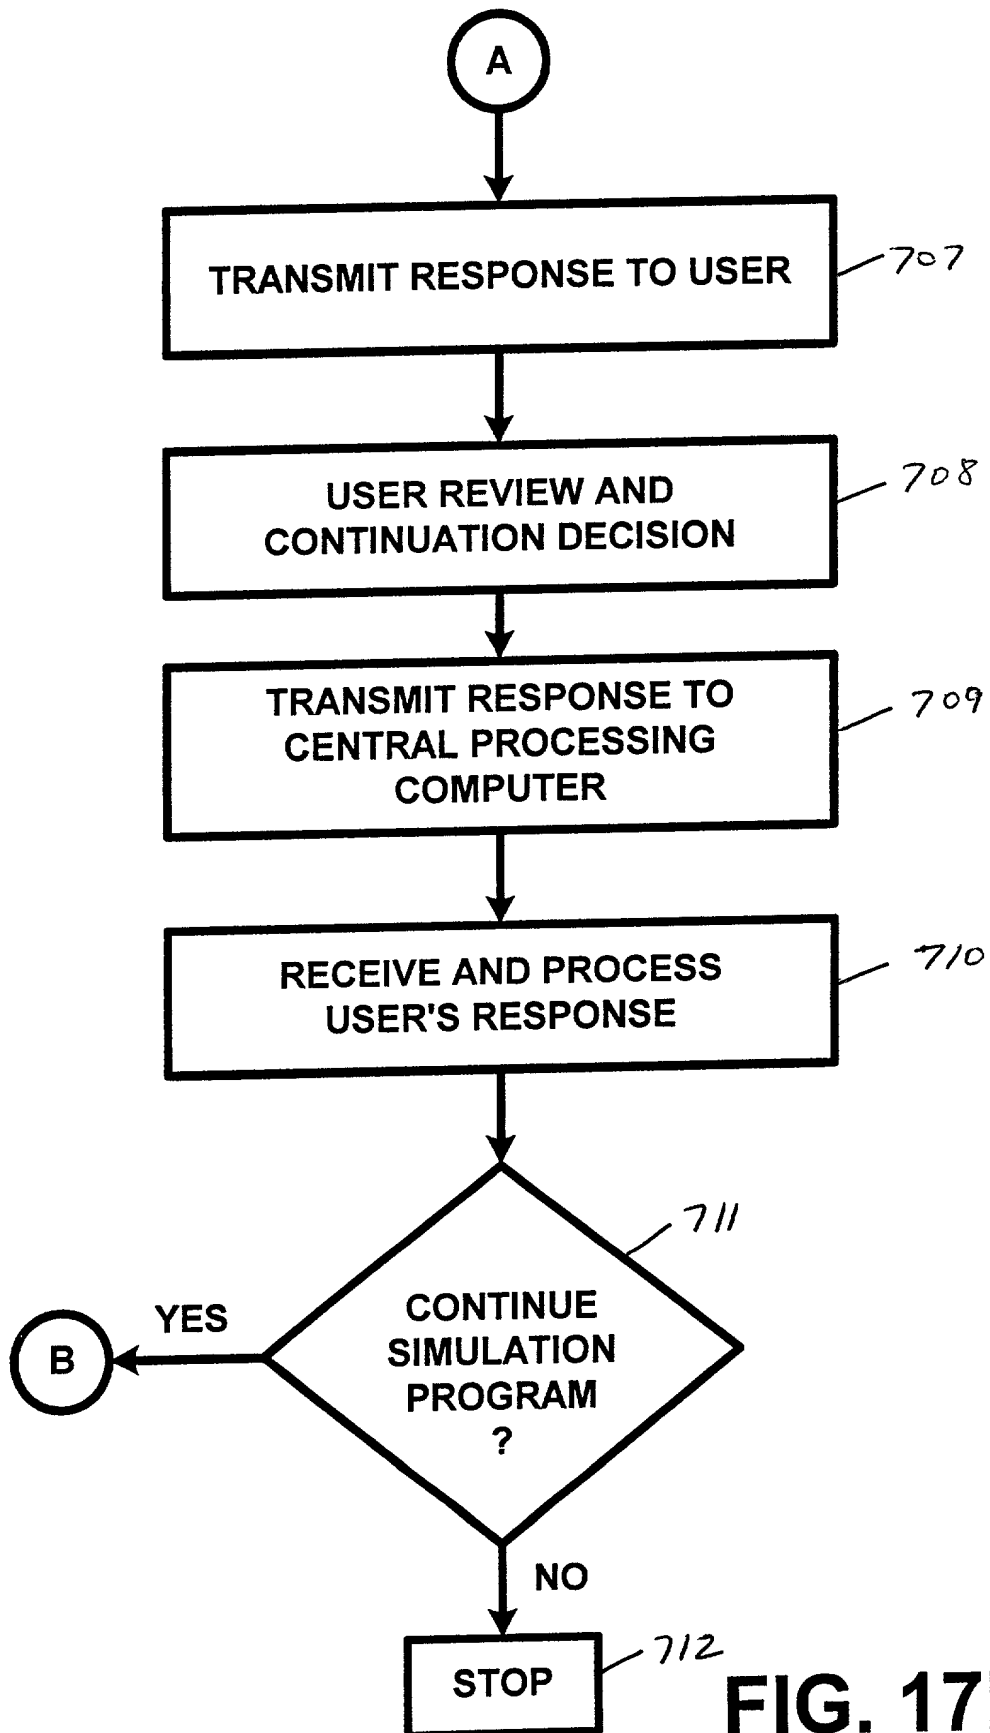 A
TRANSMIT RESPONSE TO USER
707
USER REVIEW AND
CONTINUATION DECISION
708
TRANSMIT RESPONSE TO
CENTRAL PROCESSING
COMPUTER
709
RECEIVE AND PROCESS
USER'S RESPONSE
710
711
CONTINUE
SIMULATION
PROGRAM
?
YES
B
NO
STOP
712
FIG. 17